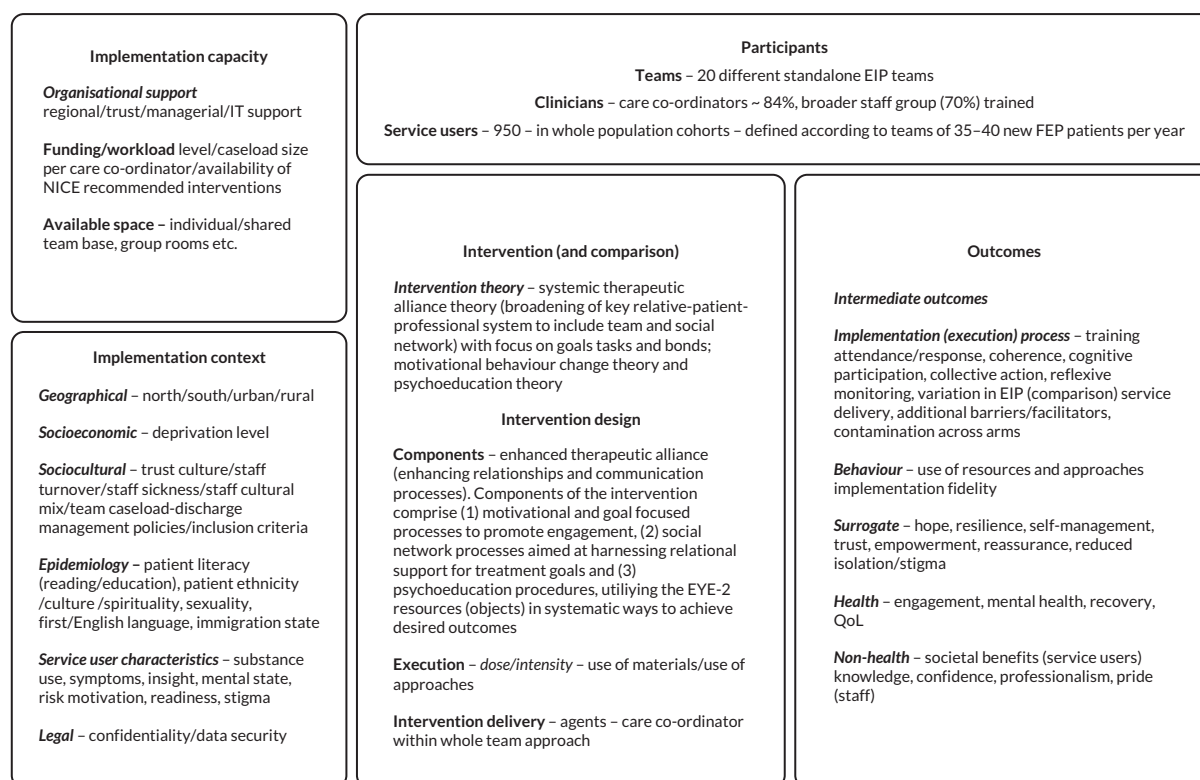 Implementation capacity
Organisational support
regional/trust/managerial/IT support
Funding/workload level/caseload size
per care co-ordinator/availability of
NICE recommended interventions
Available space – individual/shared
team base, group rooms etc.
Participants
Teams – 20 different standalone EIP teams
Clinicians – care co-ordinators ~ 84%, broader staff group (70%) trained
Service users – 950 – in whole population cohorts – defined according to teams of 35–40 new FEP patients per year
Implementation context
Geographical – north/south/urban/rural
Socioeconomic – deprivation level
Sociocultural – trust culture/staff
turnover/staff sickness/staff cultural
mix/team caseload-discharge
management policies/inclusion criteria
Epidemiology – patient literacy
(reading/education), patient ethnicity
/culture /spirituality, sexuality,
first/English language, immigration state
Service user characteristics – substance
use, symptoms, insight, mental state,
risk motivation, readiness, stigma
Legal – confidentiality/data security
Intervention (and comparison)
Intervention theory – systemic therapeutic
alliance theory (broadening of key relative-patient-
professional system to include team and social
network) with focus on goals tasks and bonds;
motivational behaviour change theory and
psychoeducation theory
Intervention design
Components – enhanced therapeutic alliance
(enhancing relationships and communication
processes). Components of the intervention
comprise (1) motivational and goal focused
processes to promote engagement, (2) social
network processes aimed at harnessing relational
support for treatment goals and (3)
psychoeducation procedures, utiliying the EYE-2
resources (objects) in systematic ways to achieve
desired outcomes
Execution – dose/intensity – use of materials/use of
approaches
Intervention delivery – agents – care co-ordinator
within whole team approach
Outcomes
Intermediate outcomes
Implementation (execution) process – training
attendance/response, coherence, cognitive
participation, collective action, reflexive
monitoring, variation in EIP (comparison) service
delivery, additional barriers/facilitators,
contamination across arms
Behaviour – use of resources and approaches
implementation fidelity
Surrogate – hope, resilience, self-management,
trust, empowerment, reassurance, reduced
isolation/stigma
Health – engagement, mental health, recovery,
QoL
Non-health – societal benefits (service users)
knowledge, confidence, professionalism, pride
(staff)